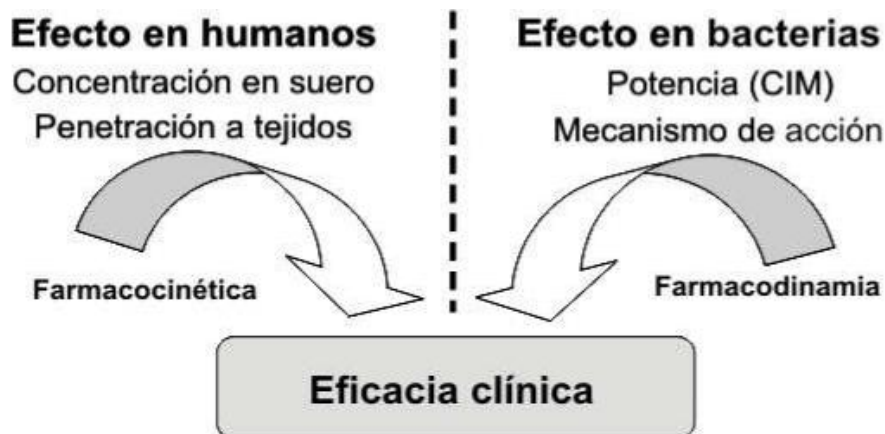 Efecto en humanos
Concentración en suero
Penetración a tejidos
Farmacocinética
Efecto en bacterias
Potencia (CIM)
Mecanismo de acción
Farmacodinamia
Eficacia clínica